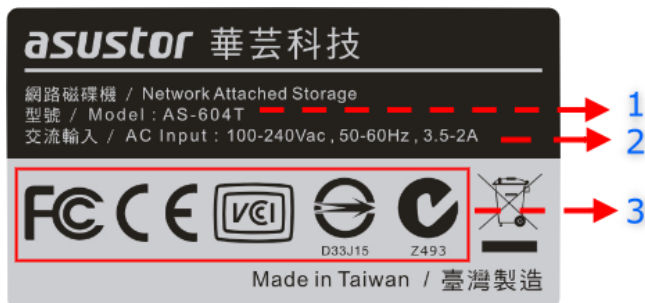 asustor 華芸科技
網路磁碟機 / Network Attached Storage
型號 / Model : AS-604T
1
交流輸入 / AC Input : 100-240Vac , 50-60Hz , 3.5-2A
2
FC CE VCI
3
D33J15 Z493
Made in Taiwan / 臺灣製造